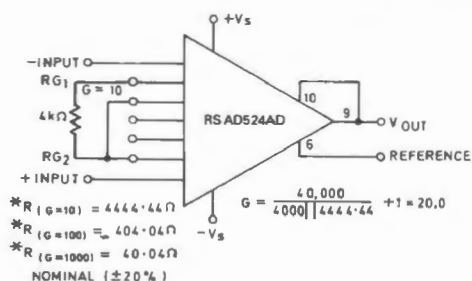 +Vs
−INPUT
RG1
G = 10
4kΩ
RG2
+INPUT
RS AD524AD
10
9
6
VOUT
REFERENCE
−Vs
*R (G=10) = 4444·44Ω
*R (G=100) = 404·04Ω
*R (G=1000) = 40·04Ω
NOMINAL (±20%)
G = 40,000 / 4000||4444·44 +1 = 20,0